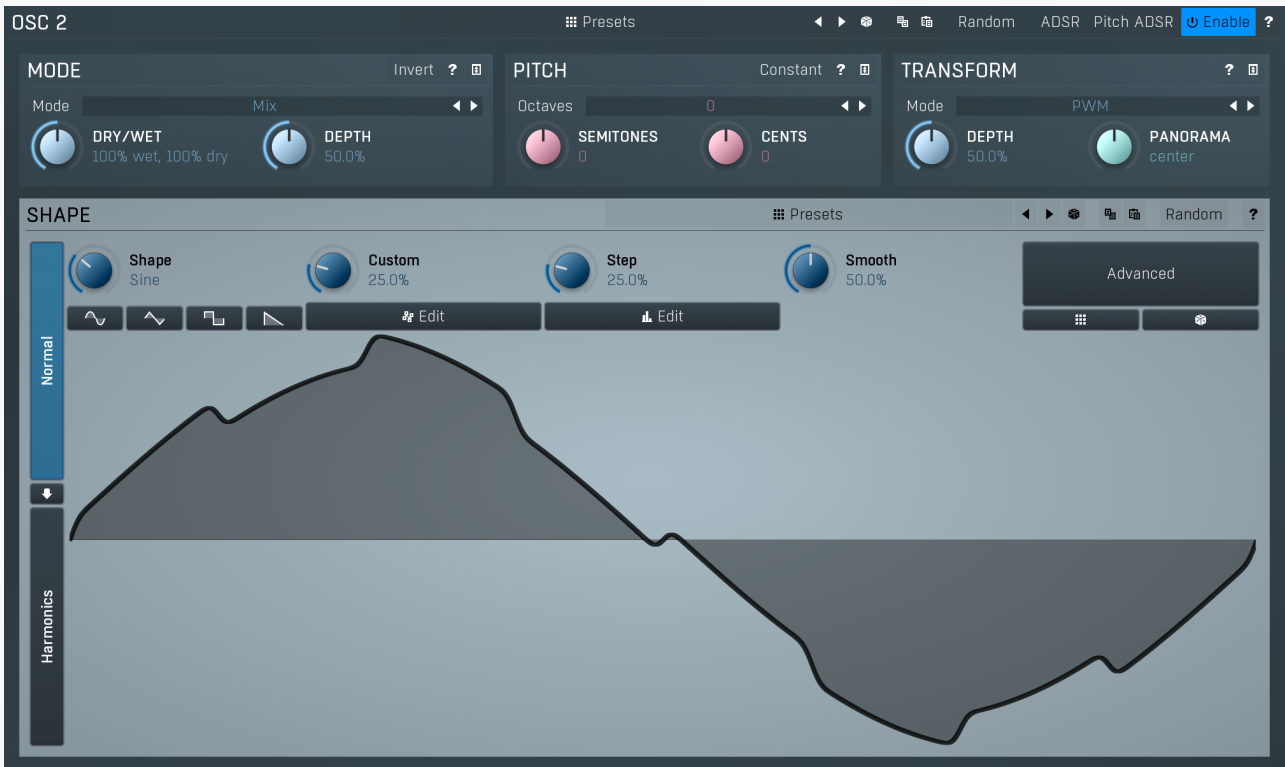 OSC 2 Presets Random ADSR Pitch ADSR Enable ?
MODE Invert ?
Mode Mix
DRY/WET
100% wet, 100% dry
DEPTH
50.0%
PITCH Constant ?
Octaves 0
SEMITONES
0
CENTS
0
TRANSFORM ?
Mode PWM
DEPTH
50.0%
PANORAMA
center
SHAPE Presets Random ?
Normal
Harmonics
Shape
Sine
Custom
25.0%
Edit
Step
25.0%
Edit
Smooth
50.0%
Advanced